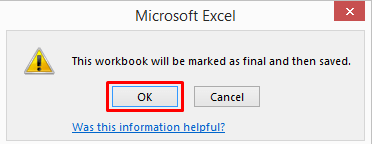 Microsoft Excel
This workbook will be marked as final and then saved.
OK
Cancel
Was this information helpful?